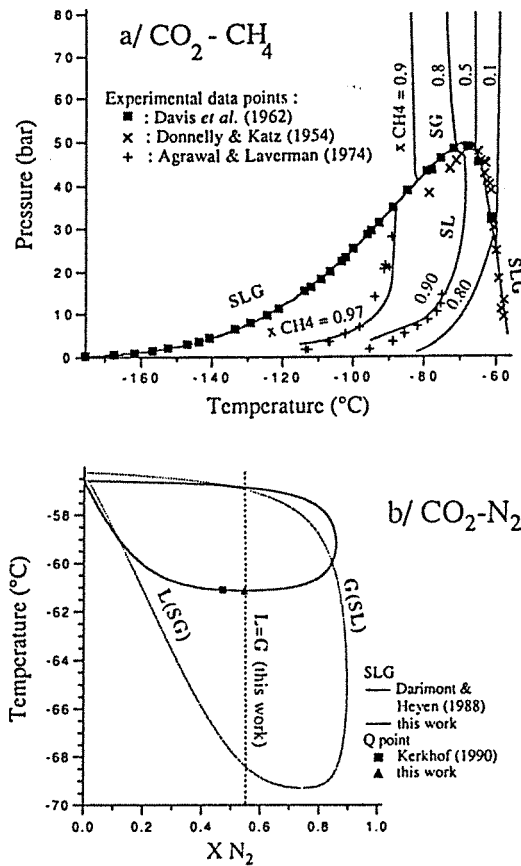 a/ CO2 - CH4
Experimental data points :
■ : Davis et al. (1962)
× : Donnelly & Katz (1954)
+ : Agrawal & Laverman (1974)
Pressure (bar)
80
70
60
50
40
30
20
10
0
x CH4 = 0.9
0.8
0.5
0.1
SG
SL
SLG
SLG
x CH4 = 0.97
0.90
0.80
-160
-140
-120
-100
-80
-60
Temperature (°C)
b/ CO2-N2
Temperature (°C)
-58
-60
-62
-64
-66
-68
-70
L(SG)
L=G (this work)
G(SL)
SLG
Darimont &
Heyen (1988)
this work
Q point
■ Kerkhof (1990)
▲ this work
0.0
0.2
0.4
0.6
0.8
1.0
X N2